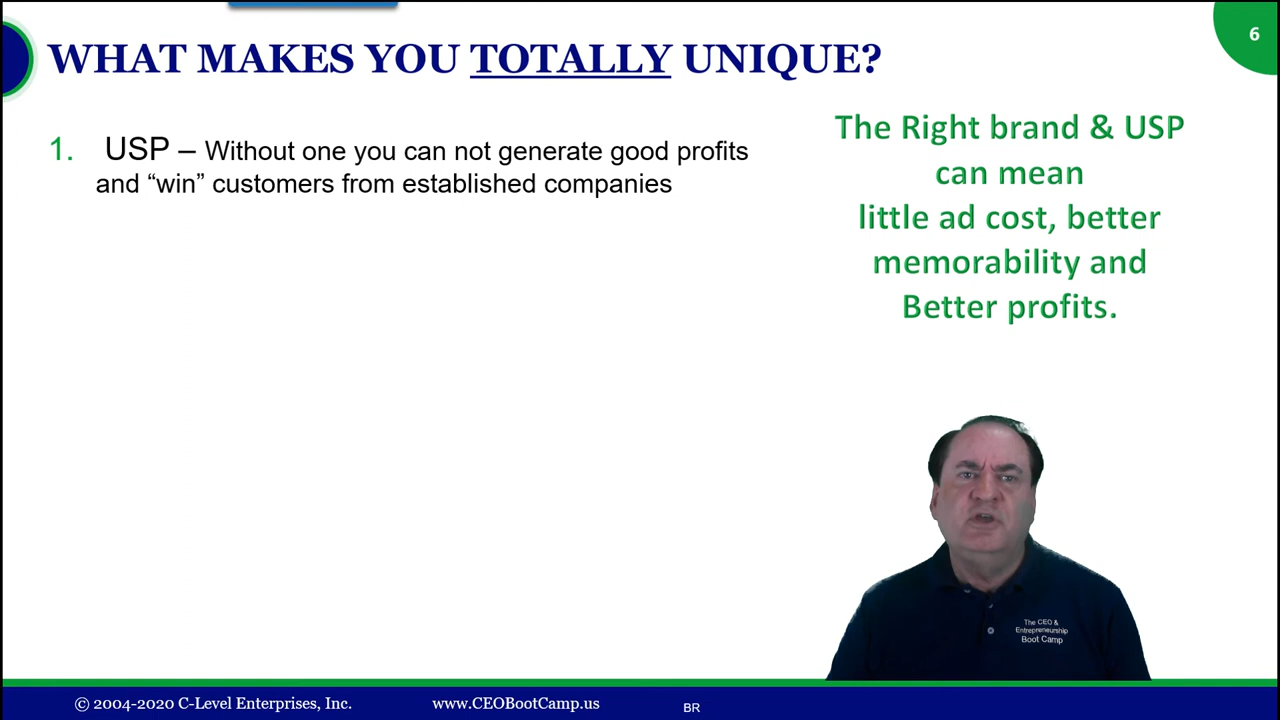 6
WHAT MAKES YOU TOTALLY UNIQUE?
1. USP – Without one you can not generate good profits
and “win” customers from established companies
The Right brand & USP
can mean
little ad cost, better
memorability and
Better profits.
The CEO &
Entrepreneurship
Boot Camp
© 2004-2020 C-Level Enterprises, Inc.
www.CEOBootCamp.us
BR